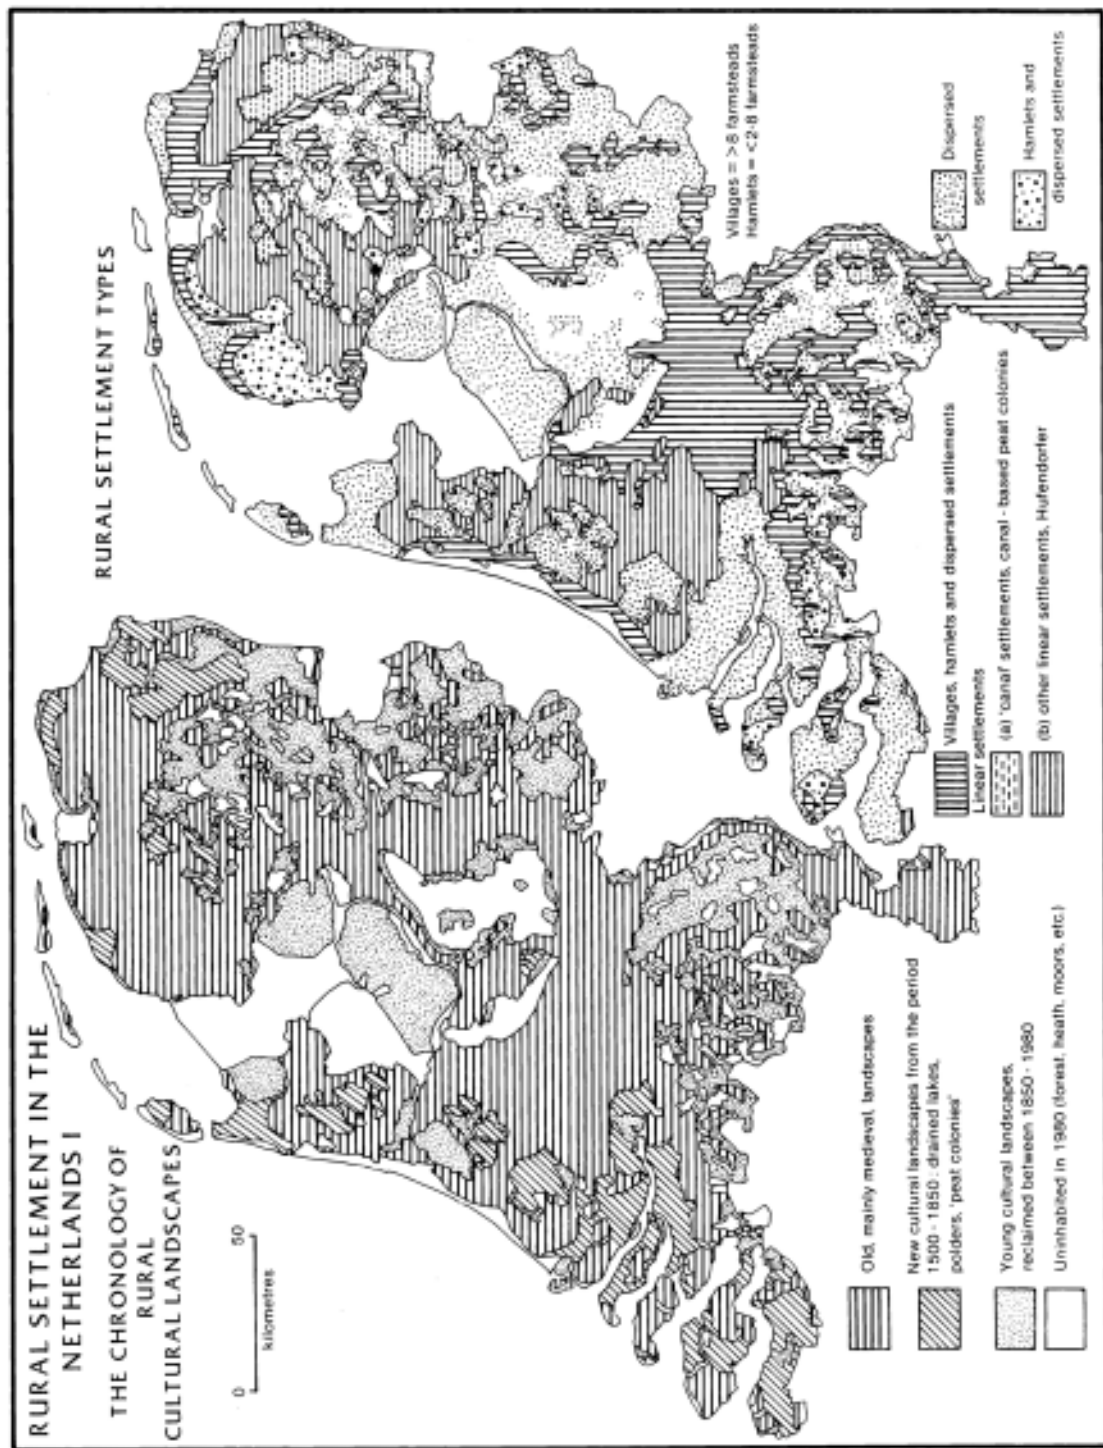 RURAL SETTLEMENT IN THE
NETHERLANDS I
THE CHRONOLOGY OF
RURAL
CULTURAL LANDSCAPES
0
50
kilometres
Old, mainly medieval, landscapes
New cultural landscapes from the period
1500 - 1850 : drained lakes,
polders, 'peat colonies'
Young cultural landscapes,
reclaimed between 1850 - 1980
Uninhabited in 1980 (forest, heath, moors, etc.)
RURAL SETTLEMENT TYPES
Villages = >8 farmsteads
Hamlets = <2-8 farmsteads
Villages, hamlets and dispersed settlements
Linear settlements
(a) 'canal' settlements, canal - based peat colonies
(b) other linear settlements, Hufendorfer
Dispersed
settlements
Hamlets and
dispersed settlements